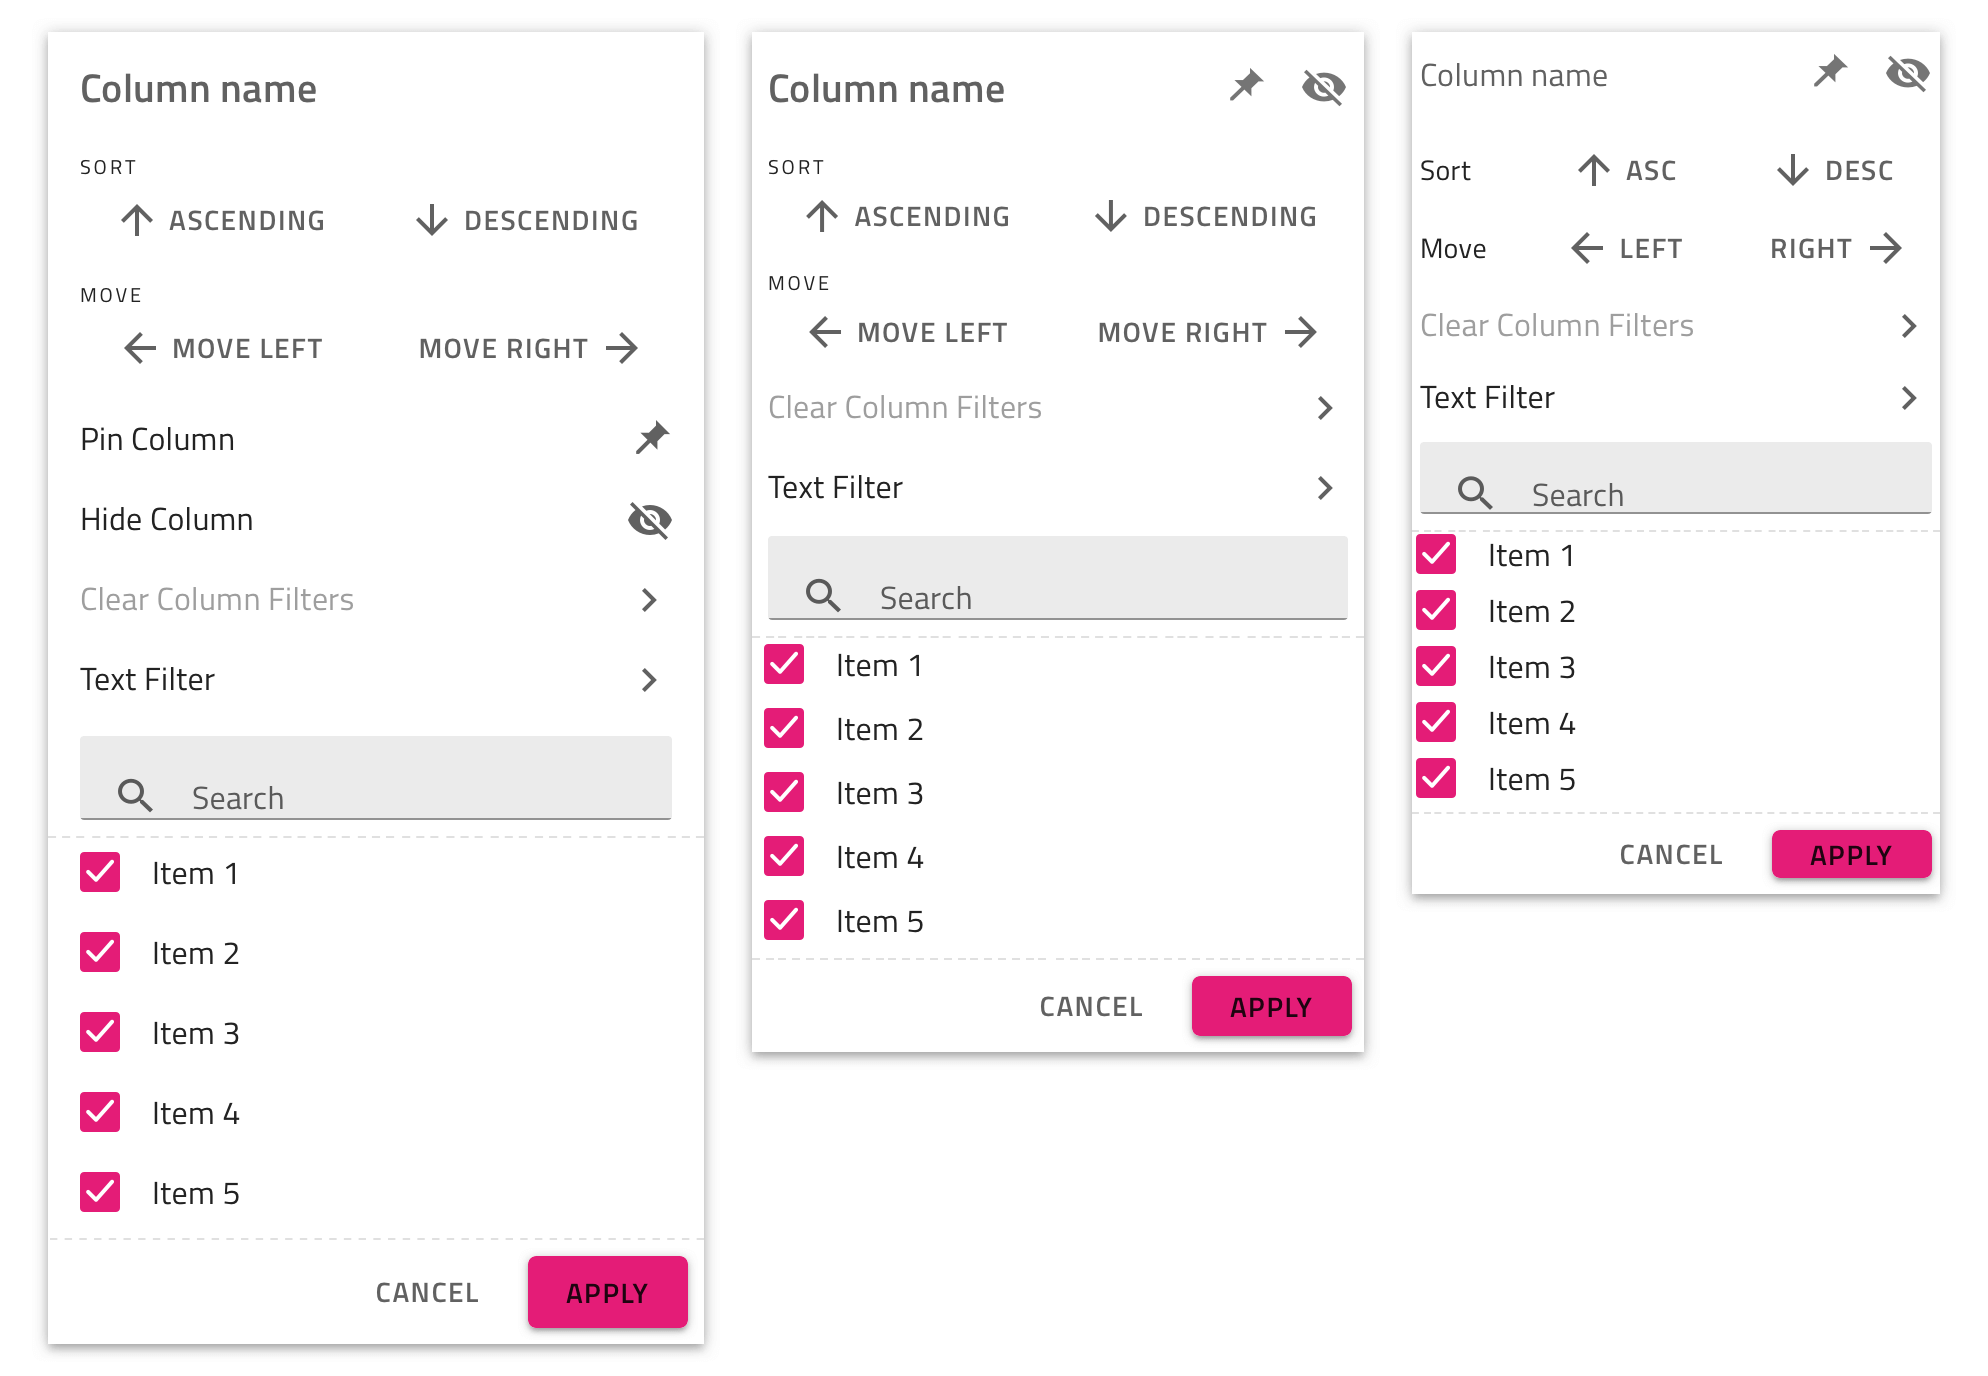 Column name
SORT
ASCENDING DESCENDING
MOVE
MOVE LEFT MOVE RIGHT
Pin Column
Hide Column
Clear Column Filters
Text Filter
Search
Item 1
Item 2
Item 3
Item 4
Item 5
CANCEL APPLY
Column name
SORT
ASCENDING DESCENDING
MOVE
MOVE LEFT MOVE RIGHT
Clear Column Filters
Text Filter
Search
Item 1
Item 2
Item 3
Item 4
Item 5
CANCEL APPLY
Column name
Sort ASC DESC
Move LEFT RIGHT
Clear Column Filters
Text Filter
Search
Item 1
Item 2
Item 3
Item 4
Item 5
CANCEL APPLY